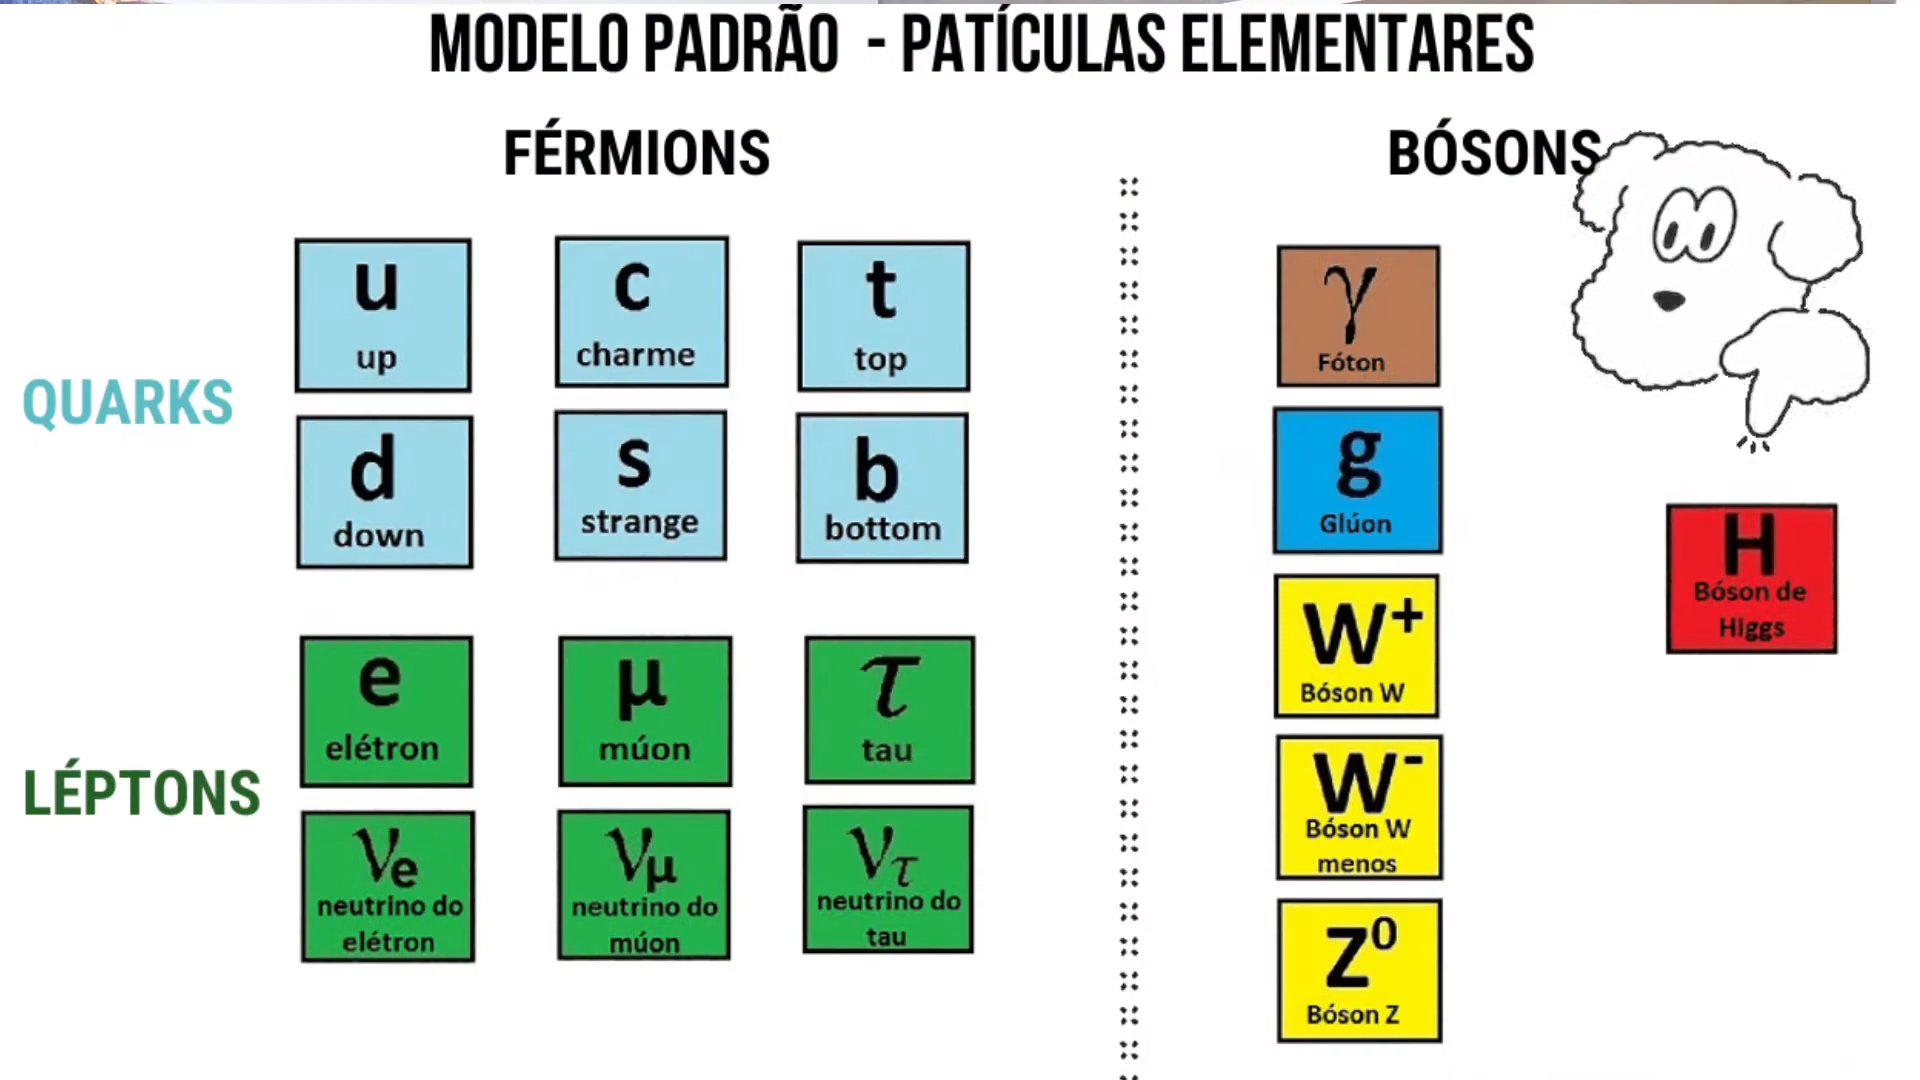 MODELO PADRÃO - PATÍCULAS ELEMENTARES
FÉRMIONS
BÓSONS
QUARKS
u
up
c
charme
t
top
d
down
s
strange
b
bottom
LÉPTONS
e
elétron
μ
múon
τ
tau
νe
neutrino do
elétron
νμ
neutrino do
múon
ντ
neutrino do
tau
γ
Fóton
g
Glúon
W+
Bóson W
W-
Bóson W
menos
Z0
Bóson Z
H
Bóson de
Higgs